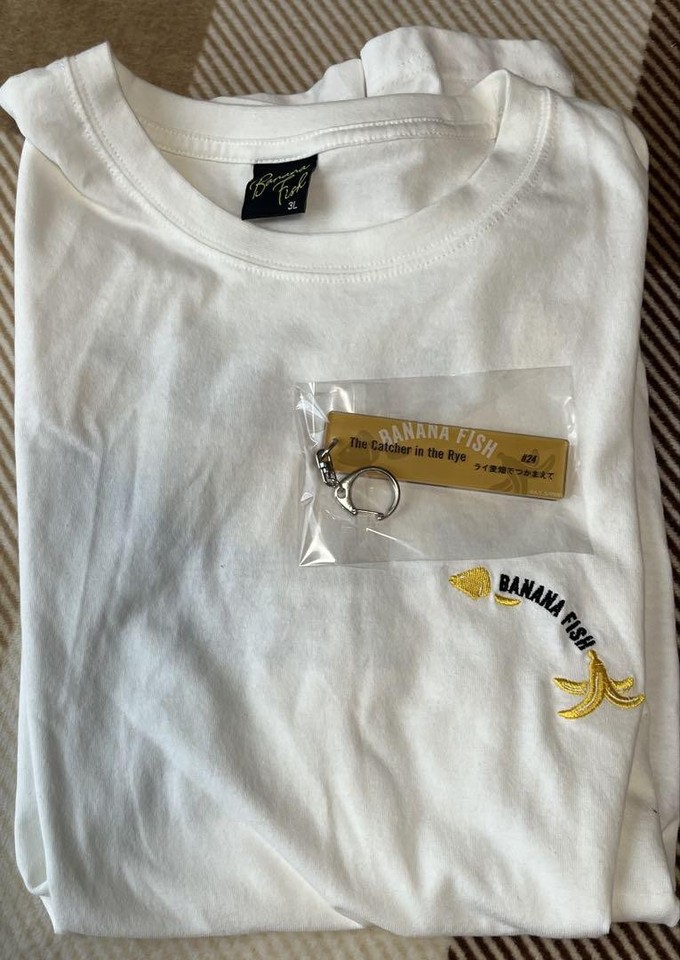 Banana
Fish
3L
BANANA FISH
The Catcher in the Rye
#24
ライ麦畑でつかまえて
BANANA FISH